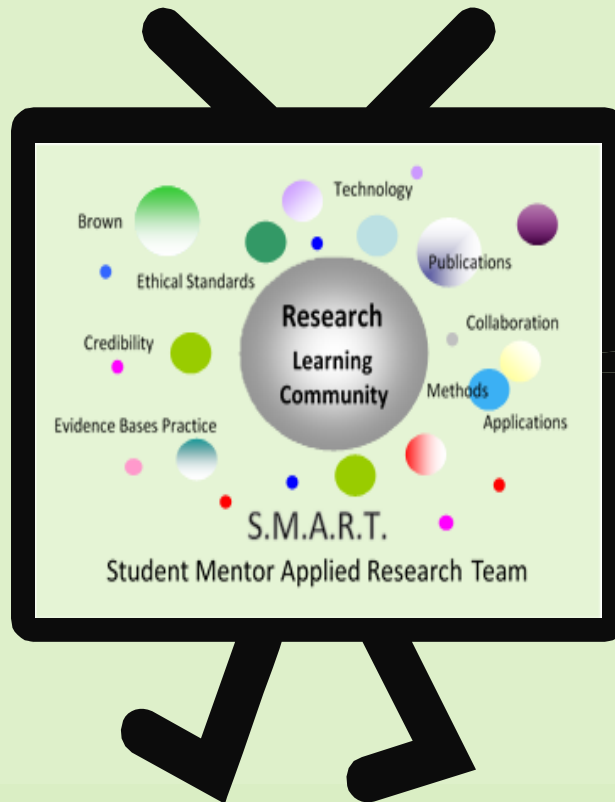 Technology
Brown
Publications
Ethical Standards
Research
Learning
Community
Collaboration
Credibility
Methods
Applications
Evidence Bases Practice
S.M.A.R.T.
Student Mentor Applied Research Team